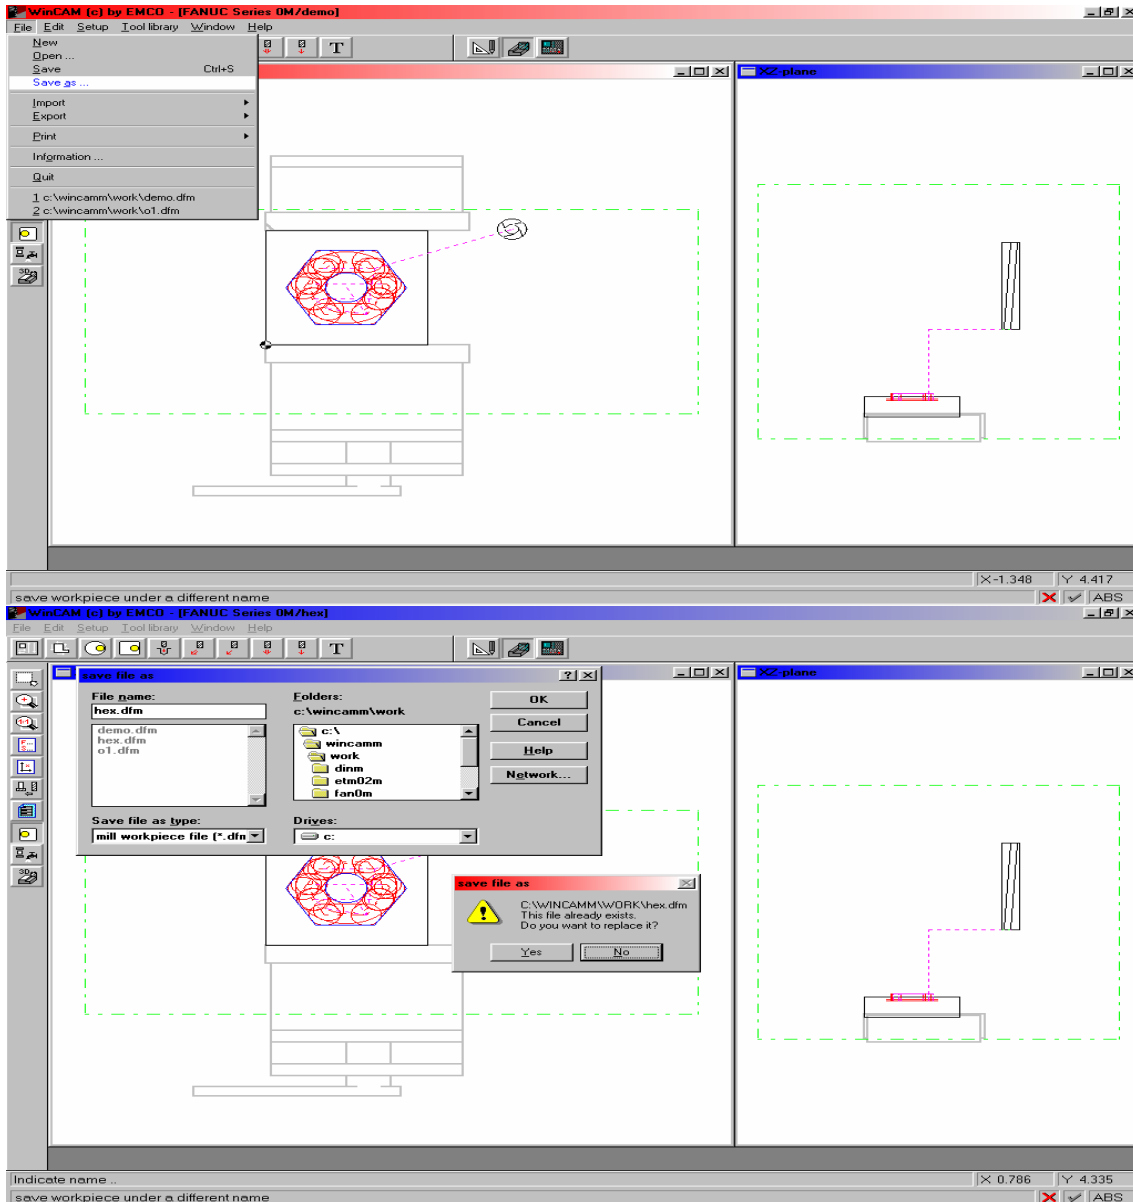 WinCAM (c) by EMCO - [FANUC Series 0M/demo]
File Edit Setup Tool library Window Help
New
Open ...
Save Ctrl+S
Save as ...
Import
Export
Print
Information ...
Quit
1 c:\wincamm\work\demo.dfm
2 c:\wincamm\work\o1.dfm
T
XZ-plane
3D
X-1.348 Y 4.417
save workpiece under a different name
ABS
WinCAM (c) by EMCO - [FANUC Series 0M/hex]
File Edit Setup Tool library Window Help
T
XZ-plane
save file as
File name:
hex.dfm
demo.dfm
hex.dfm
o1.dfm
Save file as type:
mill workpiece file (*.dfn
Folders:
c:\wincamm\work
c:\
wincamm
work
dinm
etm02m
fan0m
Drives:
c:
OK
Cancel
Help
Network...
save file as
C:\WINCAMM\WORK\hex.dfm
This file already exists.
Do you want to replace it?
Yes No
3D
Indicate name ..
X 0.786 Y 4.335
save workpiece under a different name
ABS